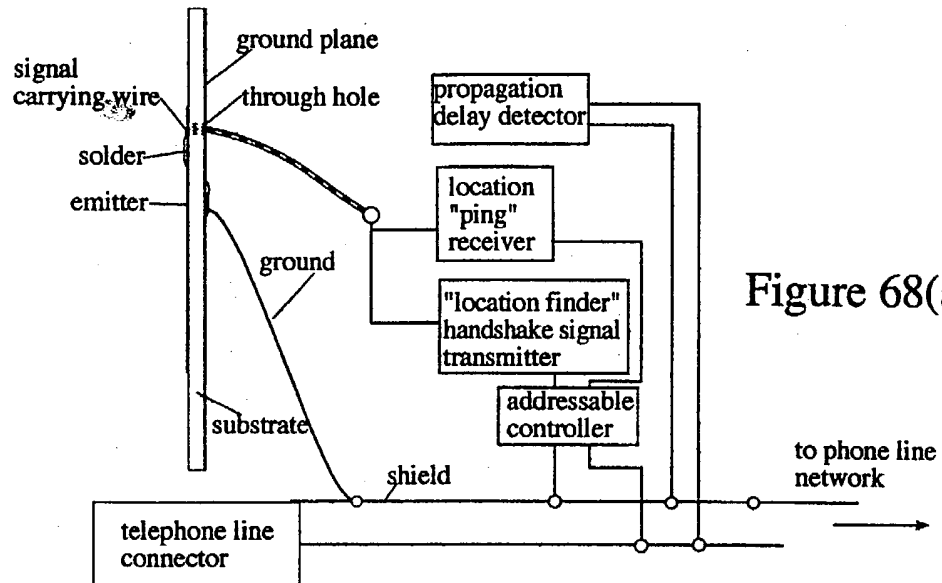 ground plane
signal
carrying wire
through hole
solder
emitter
ground
substrate
shield
propagation
delay detector
location
"ping"
receiver
"location finder"
handshake signal
transmitter
addressable
controller
Figure 68(
to phone line
network
telephone line
connector